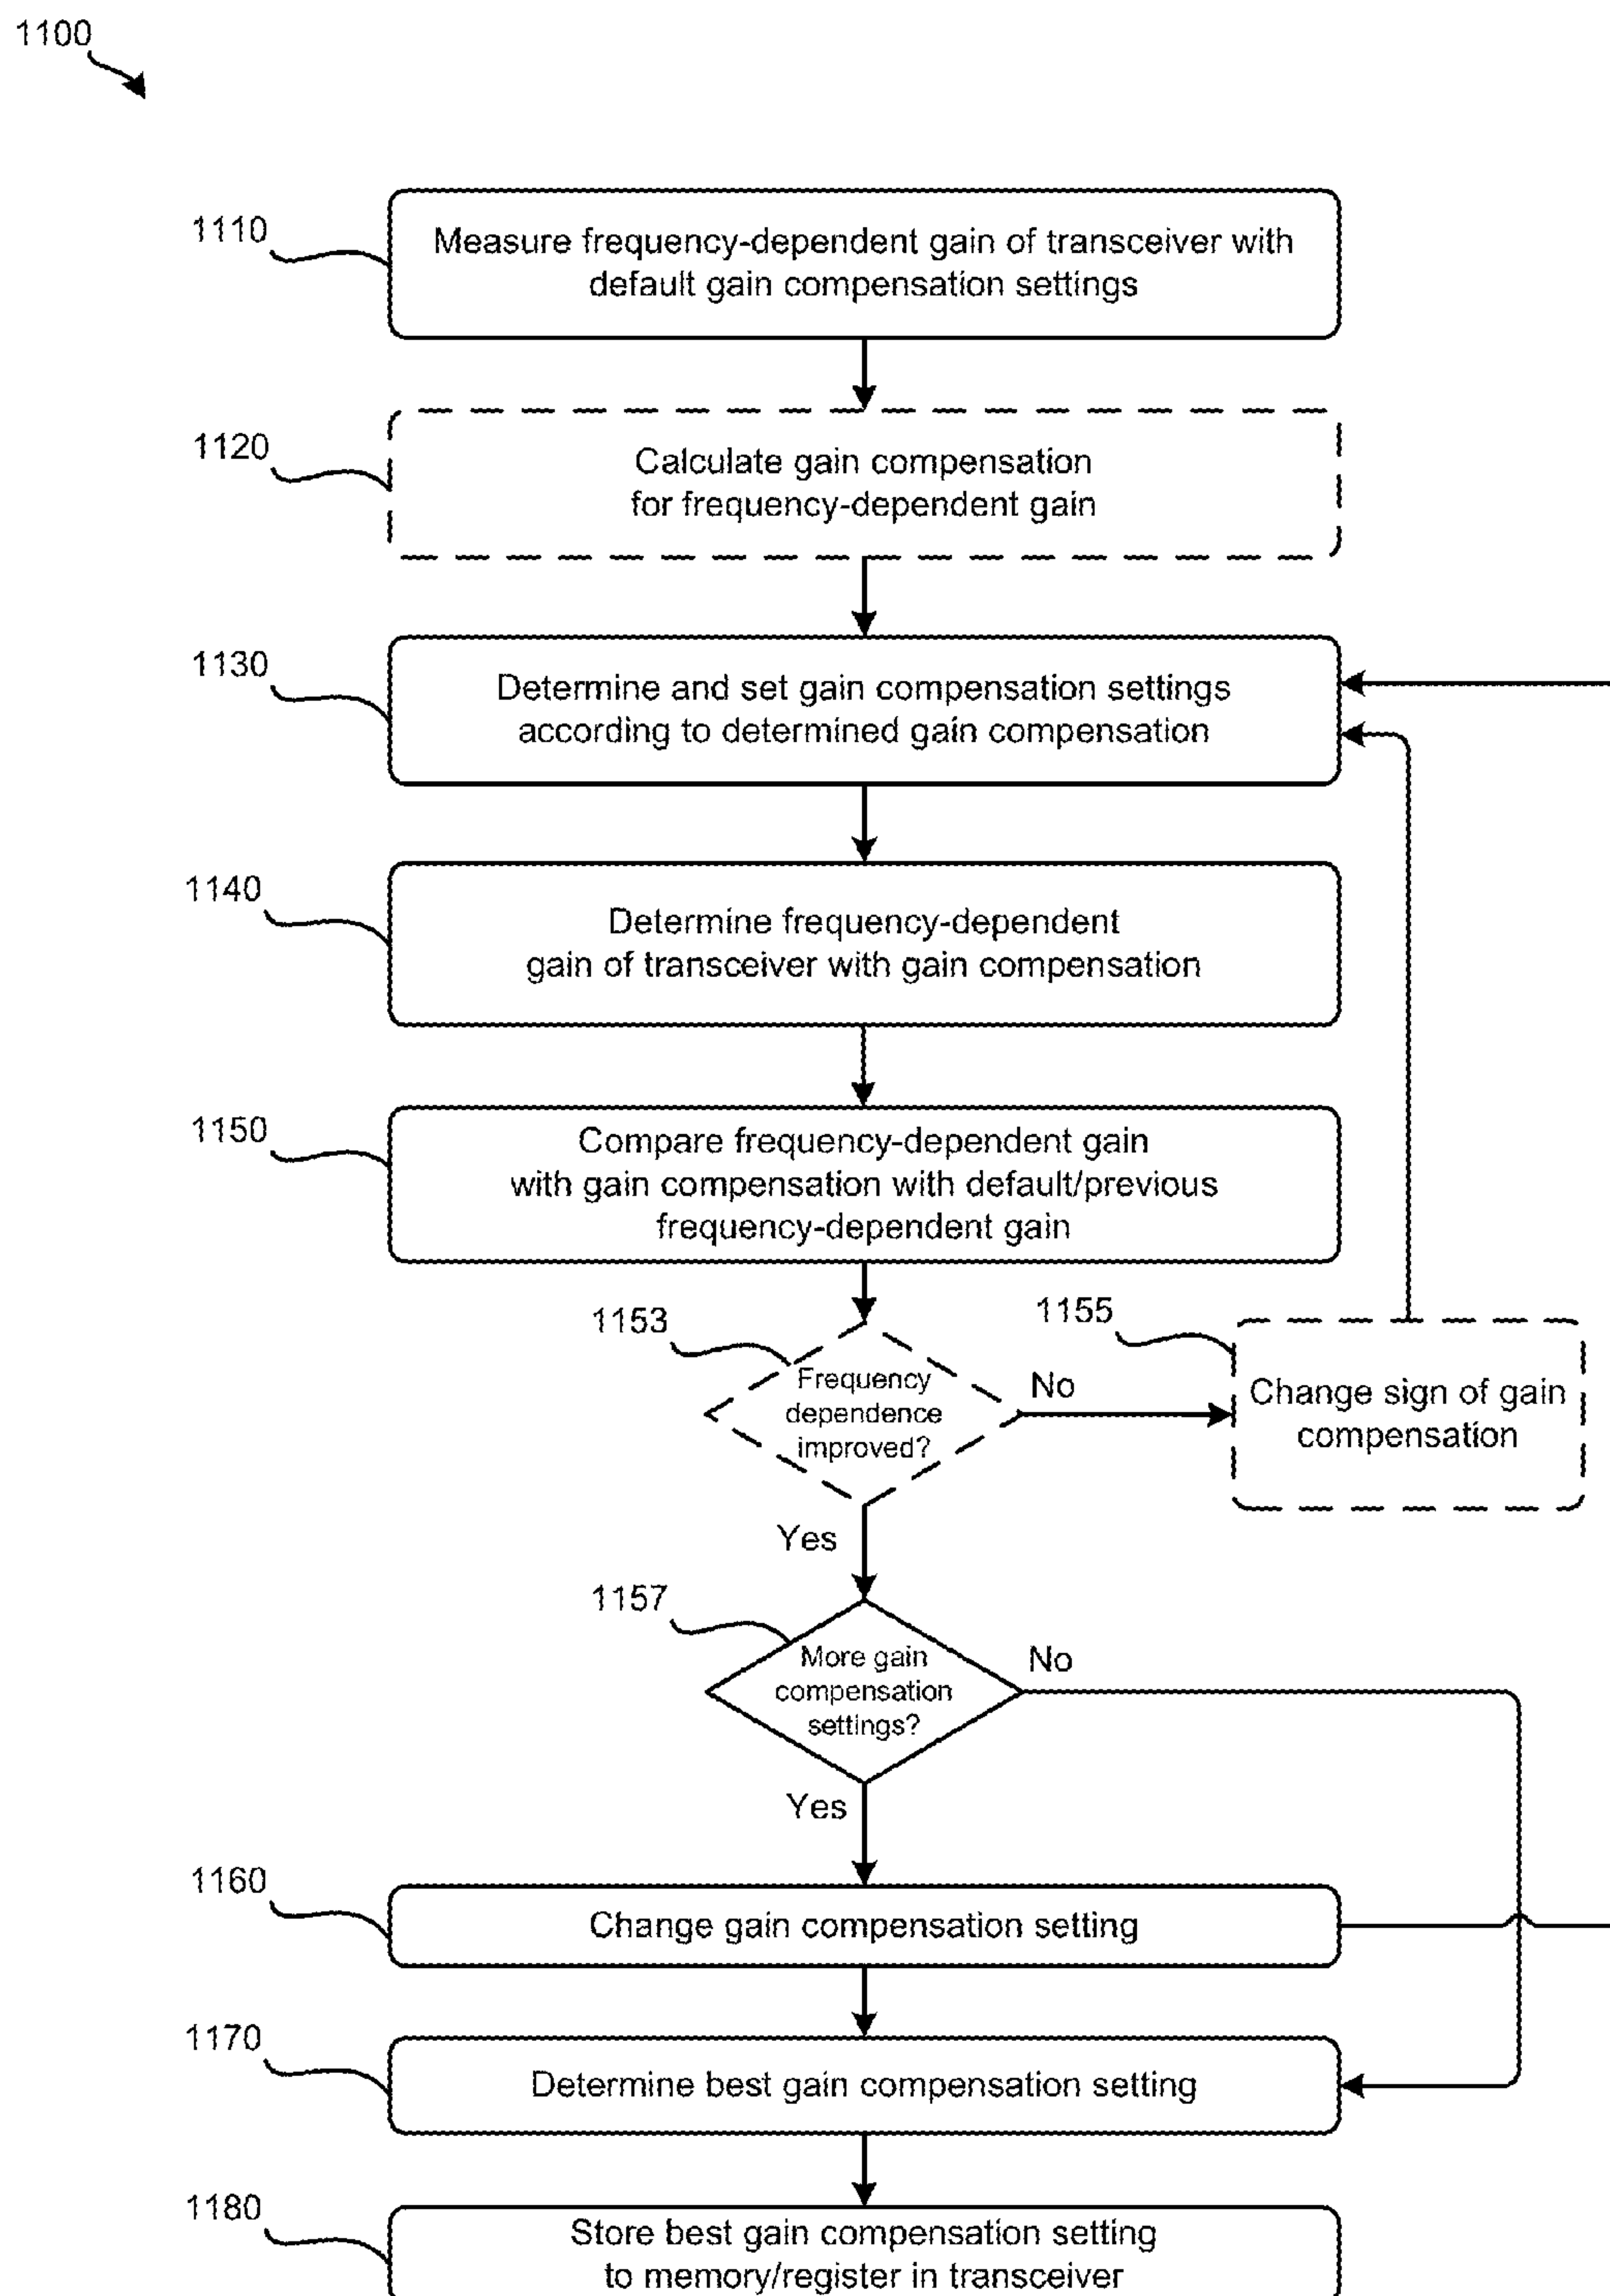 1100
1110
Measure frequency-dependent gain of transceiver with
default gain compensation settings
1120
Calculate gain compensation
for frequency-dependent gain
1130
Determine and set gain compensation settings
according to determined gain compensation
1140
Determine frequency-dependent
gain of transceiver with gain compensation
1150
Compare frequency-dependent gain
with gain compensation with default/previous
frequency-dependent gain
1153
Frequency
dependence
improved?
No
1155
Change sign of gain
compensation
Yes
1157
More gain
compensation
settings?
No
Yes
1160
Change gain compensation setting
1170
Determine best gain compensation setting
1180
Store best gain compensation setting
to memory/register in transceiver